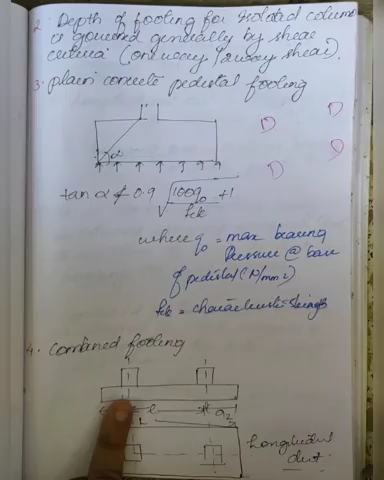 2. Depth of footing for isolated column
is governed generally by shear
criteria (one way / 2 way shear).
3. plain concrete pedestal footing
α
tan α ≮ 0.9 √(100q₀/fck + 1)
where q₀ = max bearing
Pressure @ base
of pedestal (N/mm2)
fck = characteristic strength
4. Combined footing
l a₂
L
Longitudinal
dist.